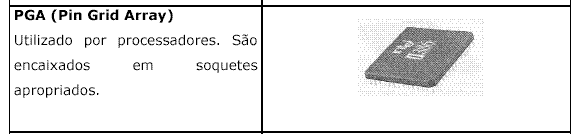 PGA (Pin Grid Array)
Utilizado por processadores. São
encaixados em soquetes
apropriados.